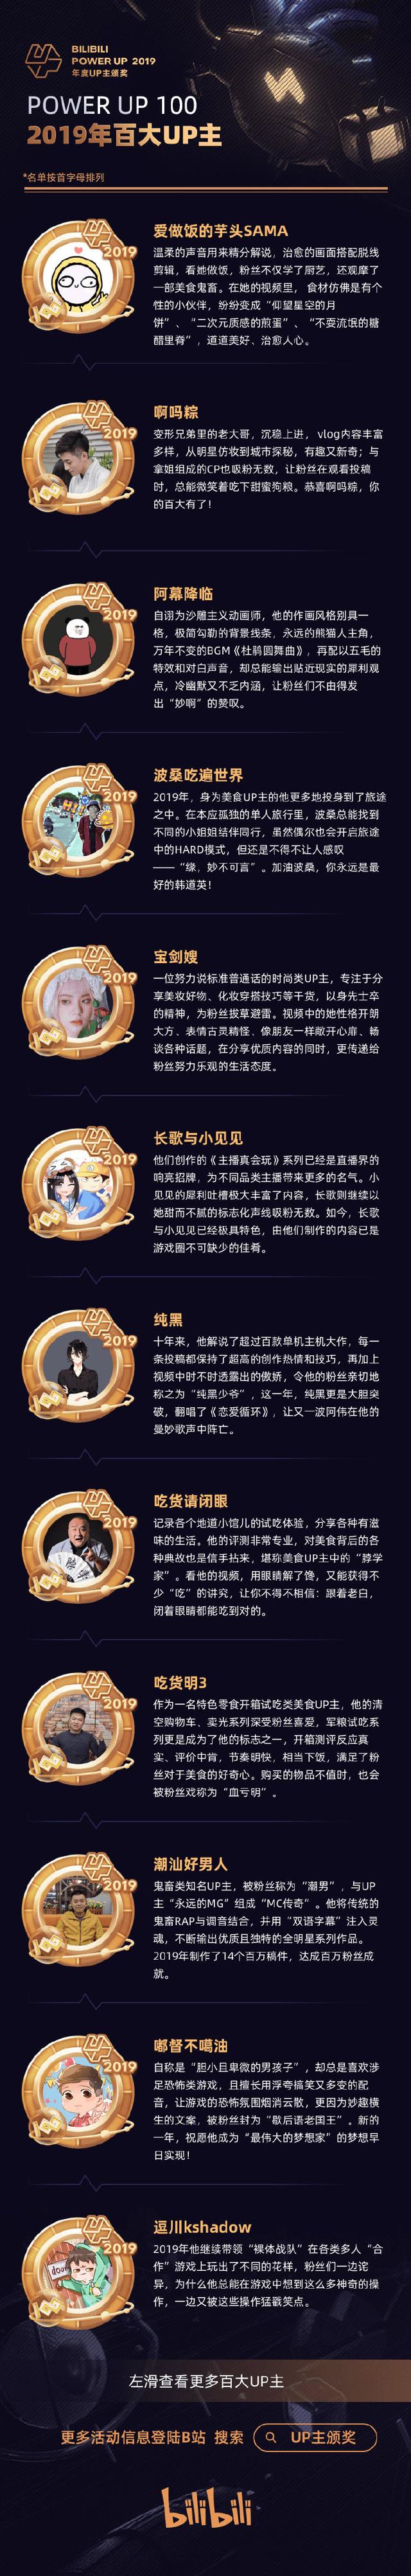 BILIBILI
POWER UP 2019
年度UP主颁奖
POWER UP 100
2019年百大UP主
*名单按首字母排列
2019
爱做饭的芋头SAMA
温柔的声音用来精分解说，治愈的画面搭配脱线
剪辑，看她做饭，粉丝不仅学了厨艺，还观摩了
一部美食鬼畜。在她的视频里，食材仿佛是有个
性的小伙伴，纷纷变成“仰望星空的月
饼”、“二次元质感的煎蛋”、“不耍流氓的糖
醋里脊”，道道美好、治愈人心。
2019
啊吗粽
变形兄弟里的老大哥，沉稳上进，vlog内容丰富
多样，从明星仿妆到城市探秘，有趣又新奇；与
拿姐组成的CP也吸粉无数，让粉丝在观看投稿
时，总能微笑着吃下甜蜜狗粮。恭喜啊吗粽，你
的百大有了！
2019
阿幕降临
自诩为沙雕主义动画师，他的作画风格别具一
格，极简勾勒的背景线条，永远的熊猫人主角，
万年不变的BGM《杜鹃圆舞曲》，再配以五毛的
特效和对白声音，却总能输出贴近现实的犀利观
点，冷幽默又不乏内涵，让粉丝们不由得发
出“妙啊”的赞叹。
2019
波桑吃遍世界
2019年，身为美食UP主的他更多地投身到了旅途
之中。在本应孤独的单人旅行里，波桑总能找到
不同的小姐姐结伴同行，虽然偶尔也会开启旅途
中的HARD模式，但还是不得不让人感叹
——“缘，妙不可言”。加油波桑，你永远是最
好的韩道英！
2019
宝剑嫂
一位努力说标准普通话的时尚类UP主，专注于分
享美妆好物、化妆穿搭技巧等干货，以身先士卒
的精神，为粉丝拔草避雷。视频中的她性格开朗
大方、表情古灵精怪、像朋友一样敞开心扉、畅
谈各种话题，在分享优质内容的同时，更传递给
粉丝努力乐观的生活态度。
2019
长歌与小见见
他们创作的《主播真会玩》系列已经是直播界的
响亮招牌，为不同品类主播带来更多的名气。小
见见的犀利吐槽极大丰富了内容，长歌则继续以
她甜而不腻的标志化声线吸粉无数。如今，长歌
与小见见已经极具特色，由他们制作的内容已是
游戏圈不可缺少的佳肴。
2019
纯黑
十年来，他解说了超过百款单机主机大作，每一
条投稿都保持了超高的创作热情和技巧，再加上
视频中时不时透露出的傲娇，令他的粉丝亲切地
称之为“纯黑少爷”，这一年，纯黑更是大胆突
破，翻唱了《恋爱循环》，让又一波阿伟在他的
曼妙歌声中阵亡。
2019
吃货请闭眼
记录各个地道小馆儿的试吃体验，分享各种有滋
味的生活。他的评测非常专业，对美食背后的各
种典故也是信手拈来，堪称美食UP主中的“脖学
家”。看他的视频，用眼睛解了馋，又能获得不
少“吃”的讲究，让你不得不相信：跟着老白，
闭着眼睛都能吃到对的。
2019
吃货明3
作为一名特色零食开箱试吃类美食UP主，他的清
空购物车、卖光系列深受粉丝喜爱，军粮试吃系
列更是成为了他的标志之一，开箱测评反应真
实、评价中肯，节奏明快，相当下饭，满足了粉
丝对于美食的好奇心。购买的物品不值时，也会
被粉丝戏称为“血亏明”。
2019
潮汕好男人
鬼畜类知名UP主，被粉丝称为“潮男”，与UP
主“永远的MG”组成“MC传奇”。他将传统的
鬼畜RAP与调音结合，并用“双语字幕”注入灵
魂，不断输出优质且独特的全明星系列作品。
2019年制作了14个百万稿件，达成百万粉丝成
就。
2019
嘟督不噶油
自称是“胆小且卑微的男孩子”，却总是喜欢涉
足恐怖类游戏，且擅长用浮夸搞笑又多变的配
音，让游戏的恐怖氛围烟消云散，更因为妙趣横
生的文案，被粉丝封为“歇后语老国王”。新的
一年，祝愿他成为“最伟大的梦想家”的梦想早
日实现！
2019
逗川kshadow
2019年他继续带领“裸体战队”在各类多人“合
作”游戏上玩出了不同的花样，粉丝们一边诧
异，为什么他总能在游戏中想到这么多神奇的操
作，一边又被这些操作猛戳笑点。
左滑查看更多百大UP主
更多活动信息登陆B站 搜索 UP主颁奖
bilibili